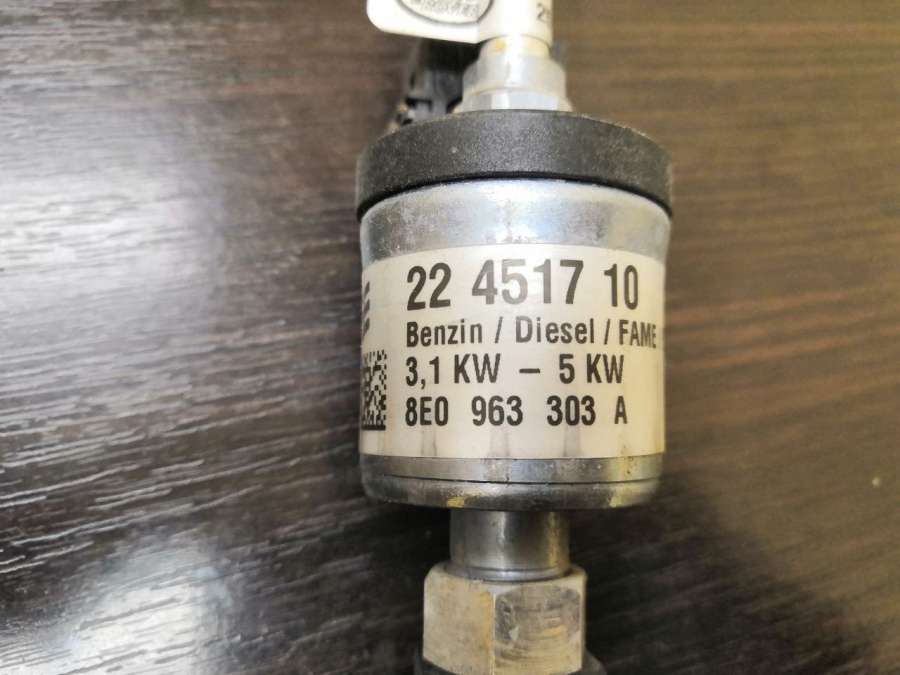 22 4517 10
Benzin / Diesel / FAME
3,1 KW – 5 KW
8E0 963 303 A